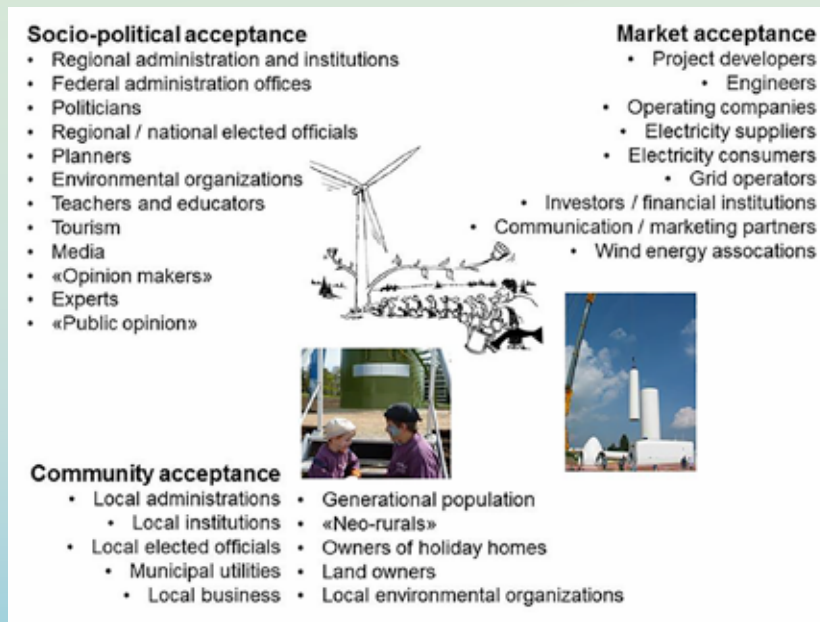 Socio-political acceptance
• Regional administration and institutions
• Federal administration offices
• Politicians
• Regional / national elected officials
• Planners
• Environmental organizations
• Teachers and educators
• Tourism
• Media
• «Opinion makers»
• Experts
• «Public opinion»
Market acceptance
• Project developers
• Engineers
• Operating companies
• Electricity suppliers
• Electricity consumers
• Grid operators
• Investors / financial institutions
• Communication / marketing partners
• Wind energy assocations
Community acceptance
• Local administrations
• Local institutions
• Local elected officials
• Municipal utilities
• Local business
• Generational population
• «Neo-rurals»
• Owners of holiday homes
• Land owners
• Local environmental organizations